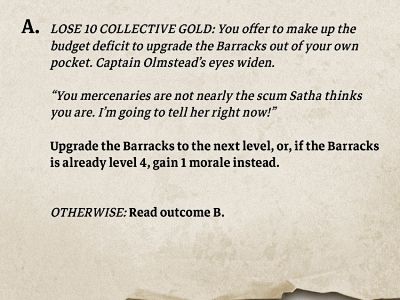 A. LOSE 10 COLLECTIVE GOLD: You offer to make up the
budget deficit to upgrade the Barracks out of your own
pocket. Captain Olmstead’s eyes widen.
“You mercenaries are not nearly the scum Satha thinks
you are. I’m going to tell her right now!”
Upgrade the Barracks to the next level, or, if the Barracks
is already level 4, gain 1 morale instead.
OTHERWISE: Read outcome B.